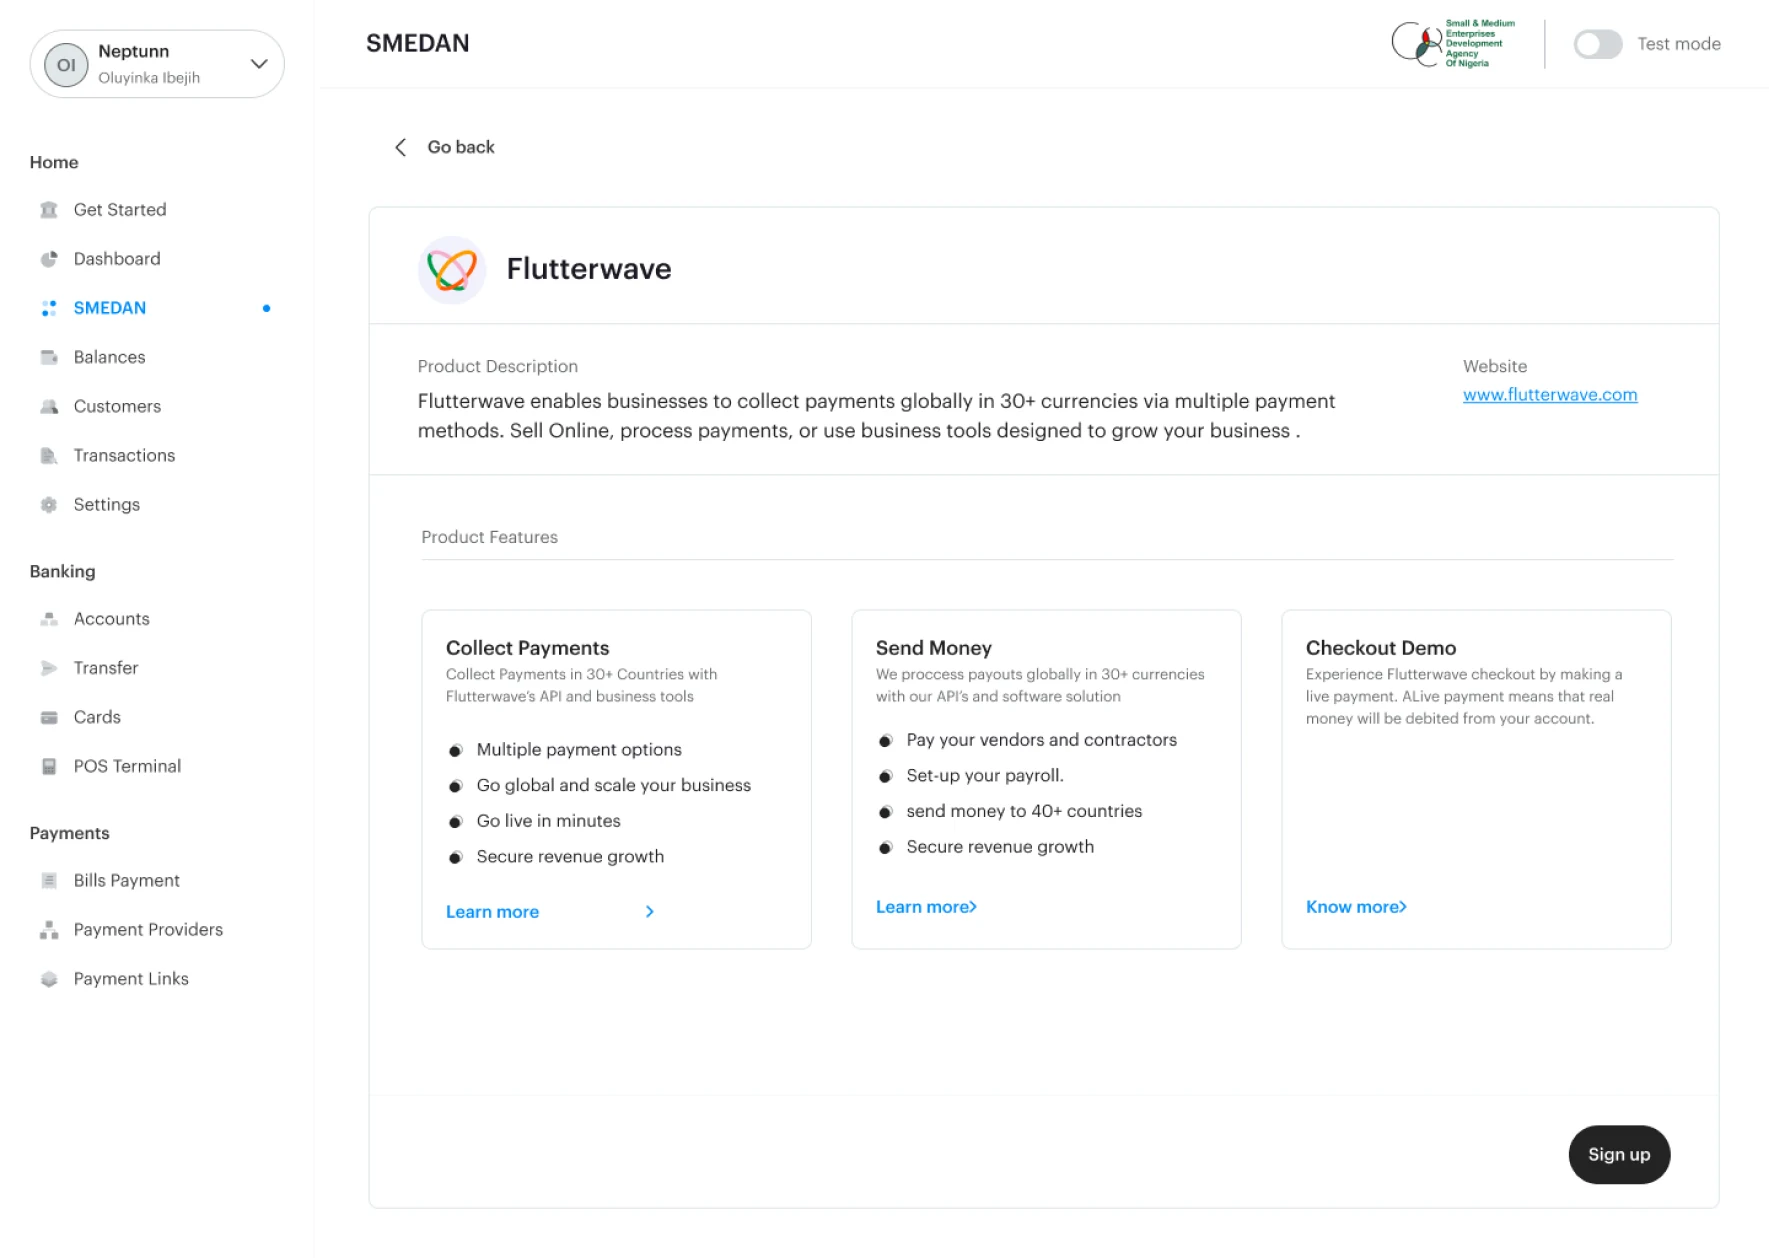 OI
Neptunn
Oluyinka Ibejih
Home
Get Started
Dashboard
SMEDAN
Balances
Customers
Transactions
Settings
Banking
Accounts
Transfer
Cards
POS Terminal
Payments
Bills Payment
Payment Providers
Payment Links
SMEDAN
Small & Medium
Enterprises
Development
Agency
Of Nigeria
Test mode
Go back
Flutterwave
Product Description
Flutterwave enables businesses to collect payments globally in 30+ currencies via multiple payment
methods. Sell Online, process payments, or use business tools designed to grow your business .
Website
www.flutterwave.com
Product Features
Collect Payments
Collect Payments in 30+ Countries with
Flutterwave's API and business tools
Multiple payment options
Go global and scale your business
Go live in minutes
Secure revenue growth
Learn more
Send Money
We proccess payouts globally in 30+ currencies
with our API's and software solution
Pay your vendors and contractors
Set-up your payroll.
send money to 40+ countries
Secure revenue growth
Learn more
Checkout Demo
Experience Flutterwave checkout by making a
live payment. ALive payment means that real
money will be debited from your account.
Know more
Sign up